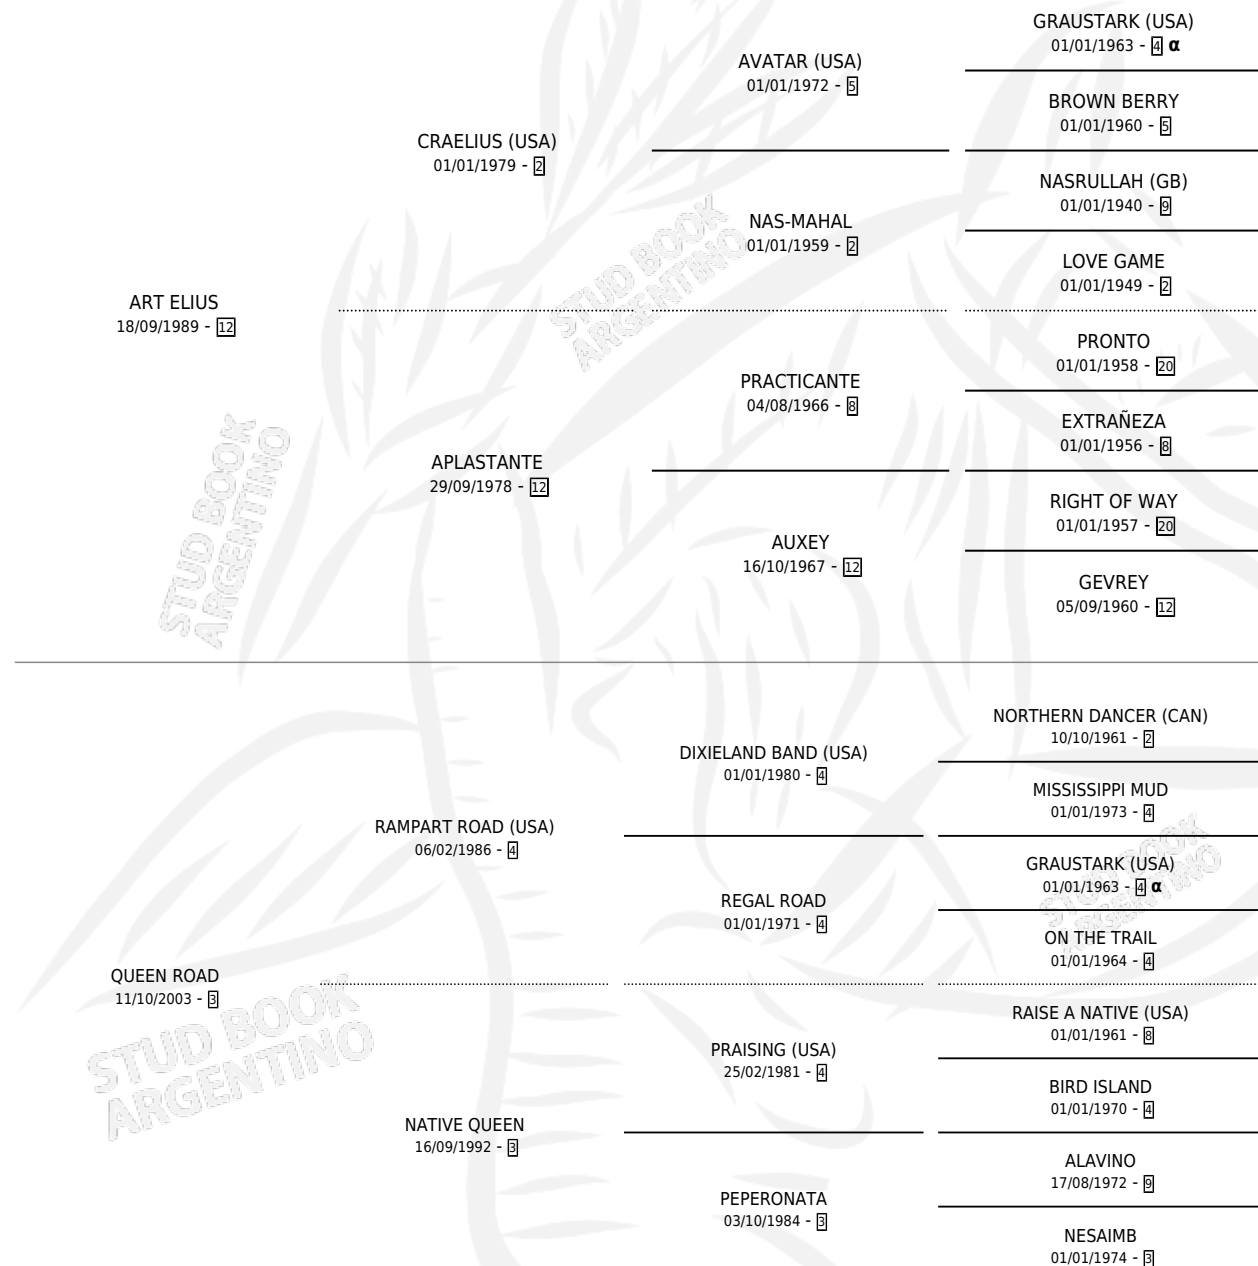 GRAUSTARK (USA)
01/01/1963 - 4 α
AVATAR (USA)
01/01/1972 - 5
BROWN BERRY
01/01/1960 - 5
CRAELIUS (USA)
01/01/1979 - 2
NASRULLAH (GB)
01/01/1940 - 9
NAS-MAHAL
01/01/1959 - 2
LOVE GAME
01/01/1949 - 2
ART ELIUS
18/09/1989 - 12
PRONTO
01/01/1958 - 20
PRACTICANTE
04/08/1966 - 8
EXTRAÑEZA
01/01/1956 - 8
APLASTANTE
29/09/1978 - 12
RIGHT OF WAY
01/01/1957 - 20
AUXEY
16/10/1967 - 12
GEVREY
05/09/1960 - 12
NORTHERN DANCER (CAN)
10/10/1961 - 2
DIXIELAND BAND (USA)
01/01/1980 - 4
MISSISSIPPI MUD
01/01/1973 - 4
RAMPART ROAD (USA)
06/02/1986 - 4
GRAUSTARK (USA)
01/01/1963 - 4 α
REGAL ROAD
01/01/1971 - 4
ON THE TRAIL
01/01/1964 - 4
QUEEN ROAD
11/10/2003 - 3
RAISE A NATIVE (USA)
01/01/1961 - 8
PRAISING (USA)
25/02/1981 - 4
BIRD ISLAND
01/01/1970 - 4
NATIVE QUEEN
16/09/1992 - 3
ALAVINO
17/08/1972 - 9
PEPERONATA
03/10/1984 - 3
NESAIMB
01/01/1974 - 3
STUD BOOK
ARGENTINO
STUD BOOK
ARGENTINO
STUD BOOK
ARGENTINO
STUD BOOK
ARGENTINO